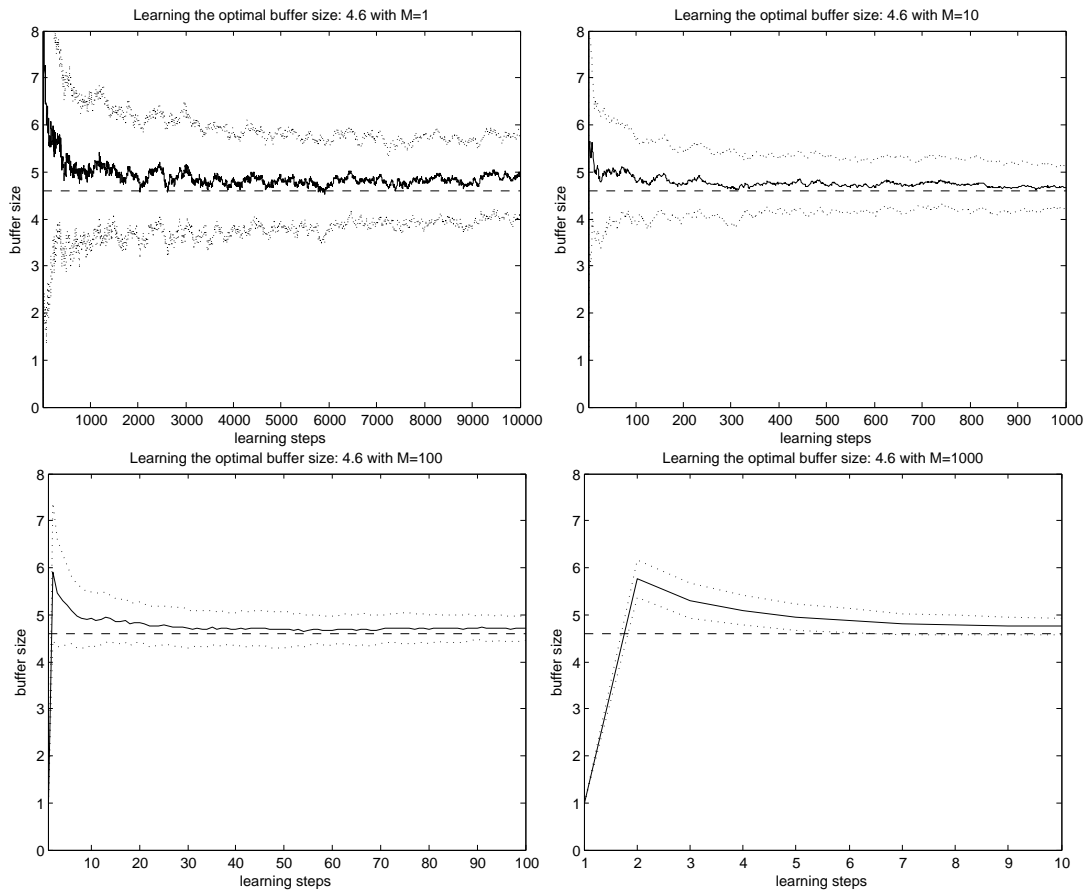 Learning the optimal buffer size: 4.6 with M=1
8
7
6
5
4
3
2
1
0
buffer size
1000 2000 3000 4000 5000 6000 7000 8000 9000 10000
learning steps
Learning the optimal buffer size: 4.6 with M=10
8
7
6
5
4
3
2
1
0
buffer size
100 200 300 400 500 600 700 800 900 1000
learning steps
Learning the optimal buffer size: 4.6 with M=100
8
7
6
5
4
3
2
1
0
buffer size
10 20 30 40 50 60 70 80 90 100
learning steps
Learning the optimal buffer size: 4.6 with M=1000
8
7
6
5
4
3
2
1
0
buffer size
1 2 3 4 5 6 7 8 9 10
learning steps